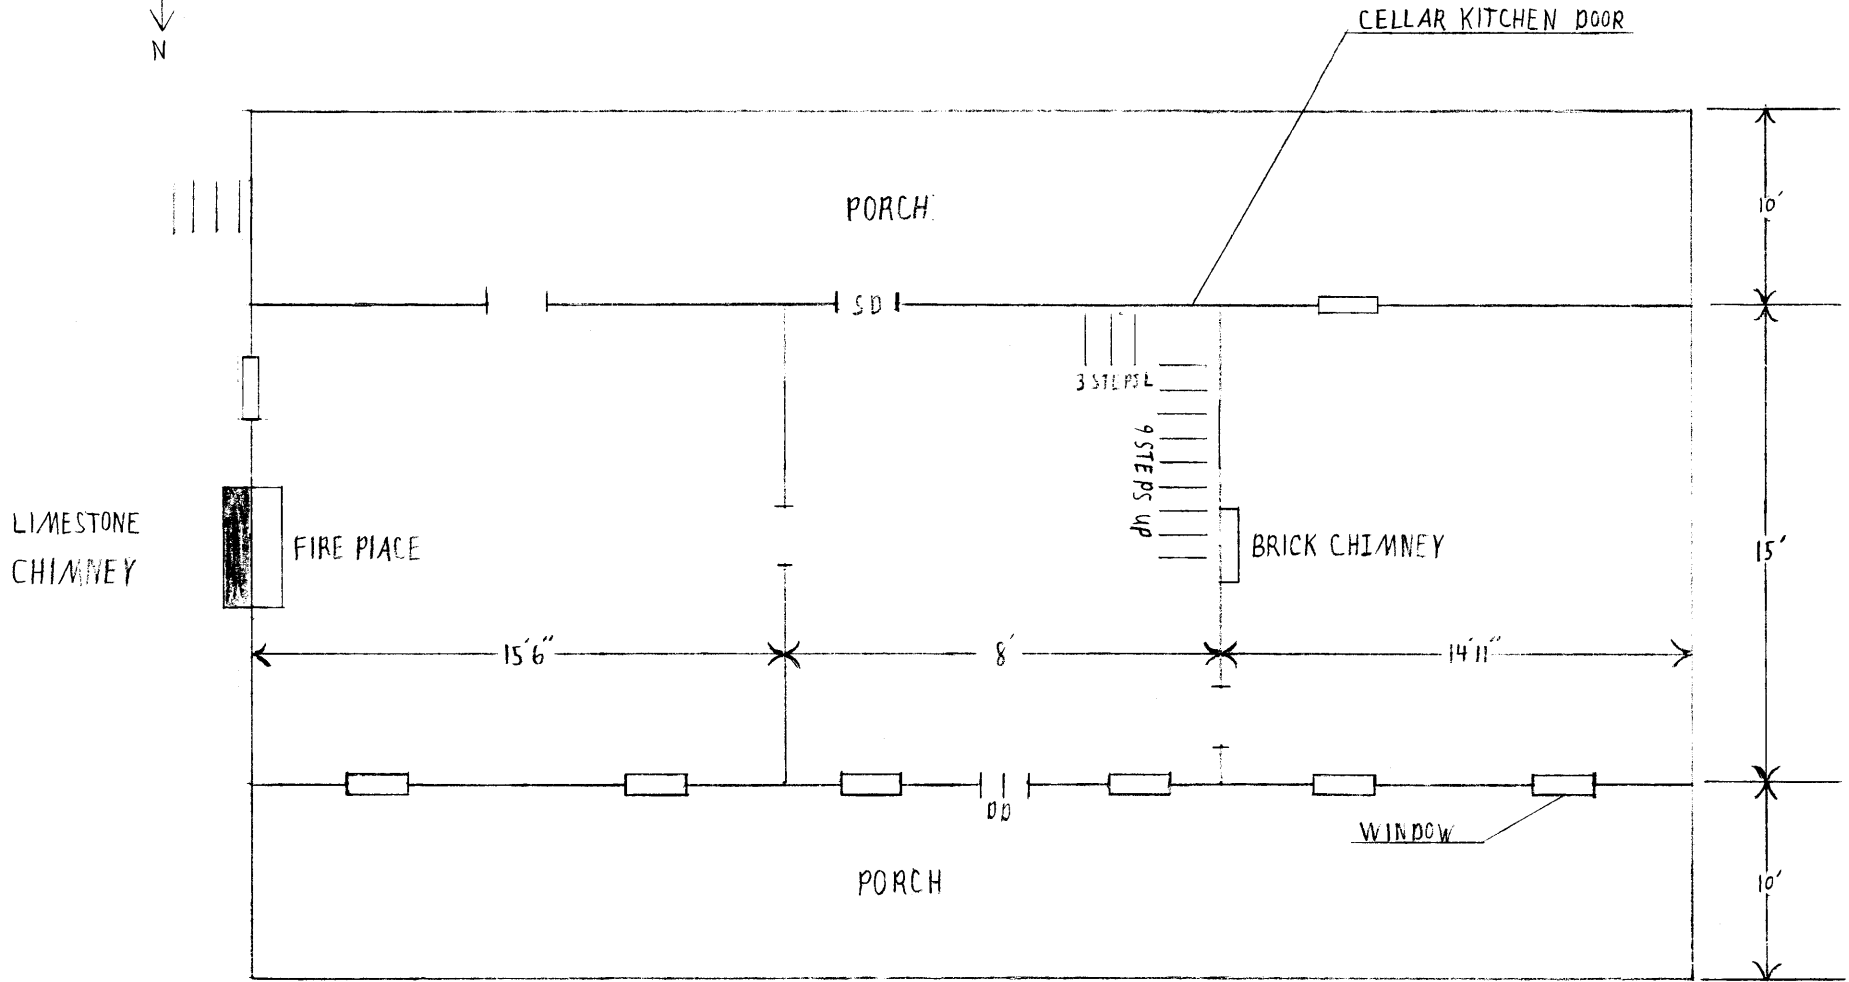 N
CELLAR KITCHEN DOOR
PORCH
10'
SD
3 STEPS L
9 STEPS UP
LIMESTONE
CHIMNEY
FIRE PLACE
BRICK CHIMNEY
15'
15'6"
8'
14'11"
DD
WINDOW
PORCH
10'